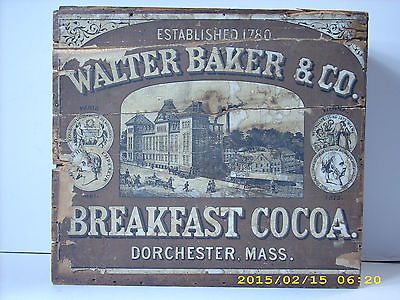 ESTABLISHED 1780.
WALTER BAKER & CO.
BREAKFAST COCOA.
DORCHESTER, MASS.
2015/02/15 06:20